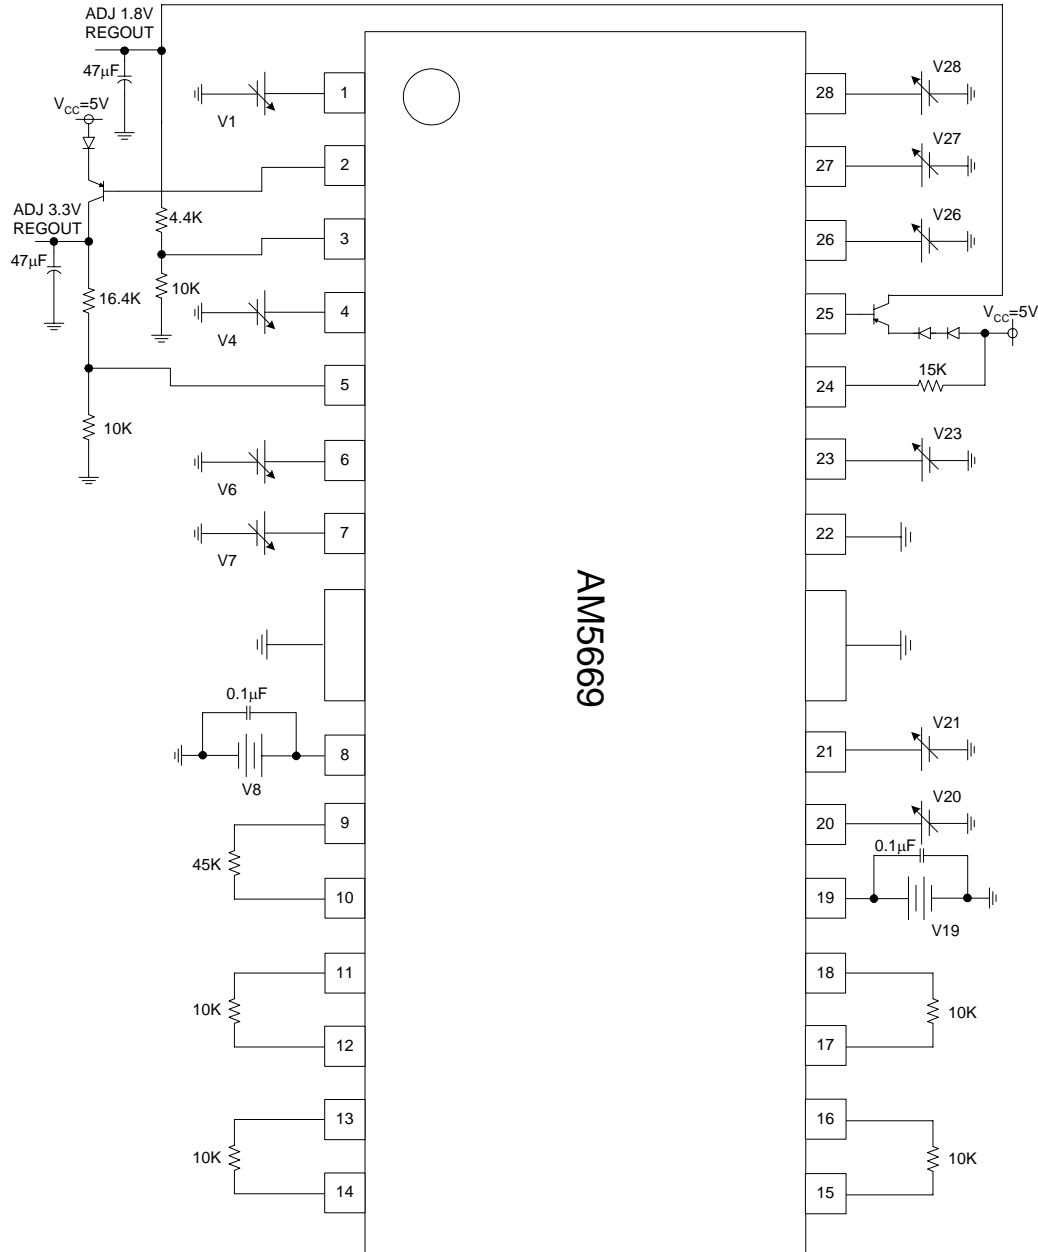 ADJ 1.8V
REGOUT
47μF
VCC=5V
V1
1
2
ADJ 3.3V
REGOUT
4.4K
3
47μF
16.4K
10K
V4
4
5
10K
V6
6
V7
7
AM5669
0.1μF
V8
8
9
45K
10
11
10K
12
13
10K
14
28
V28
27
V27
26
V26
25
VCC=5V
24
15K
23
V23
22
21
V21
20
V20
0.1μF
19
V19
18
10K
17
16
10K
15